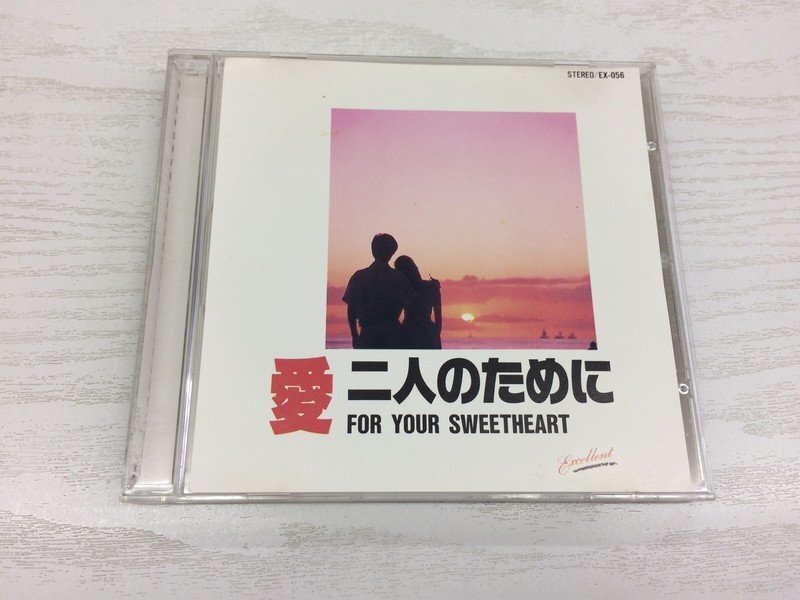 STEREO/EX-056
愛 二人のために
FOR YOUR SWEETHEART
Excellent